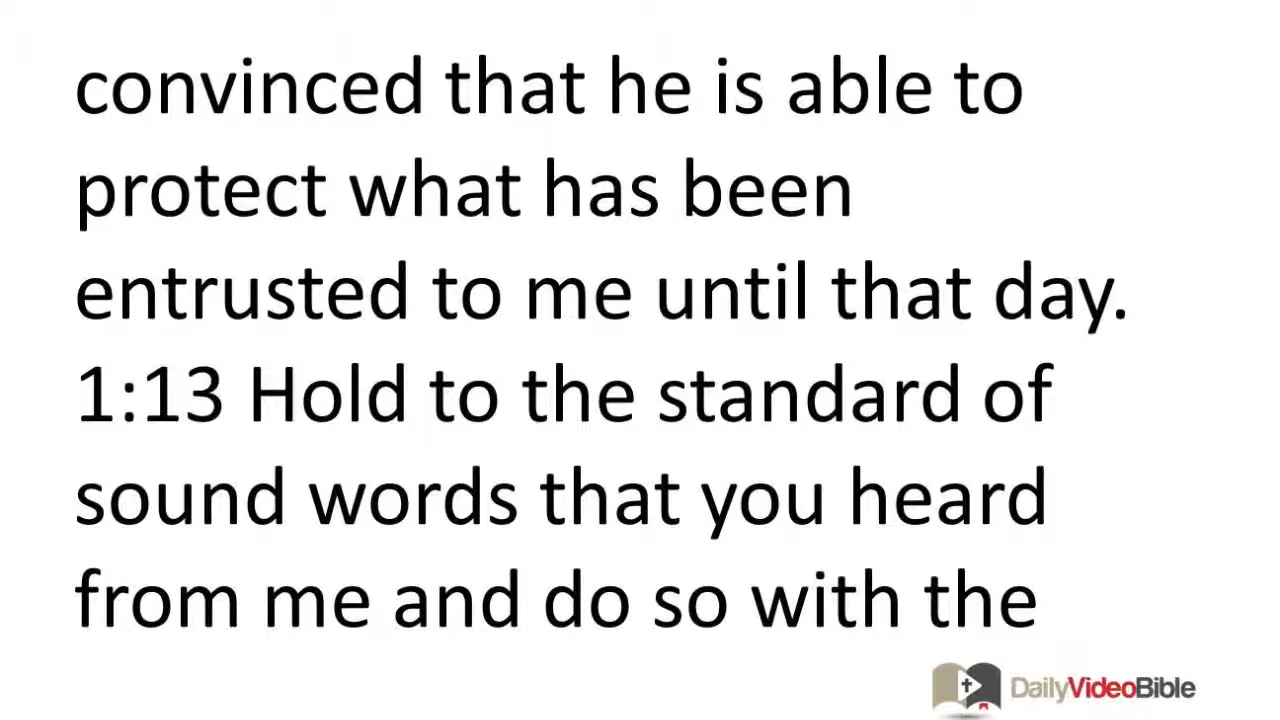 convinced that he is able to
protect what has been
entrusted to me until that day.
1:13 Hold to the standard of
sound words that you heard
from me and do so with the
DailyVideoBible